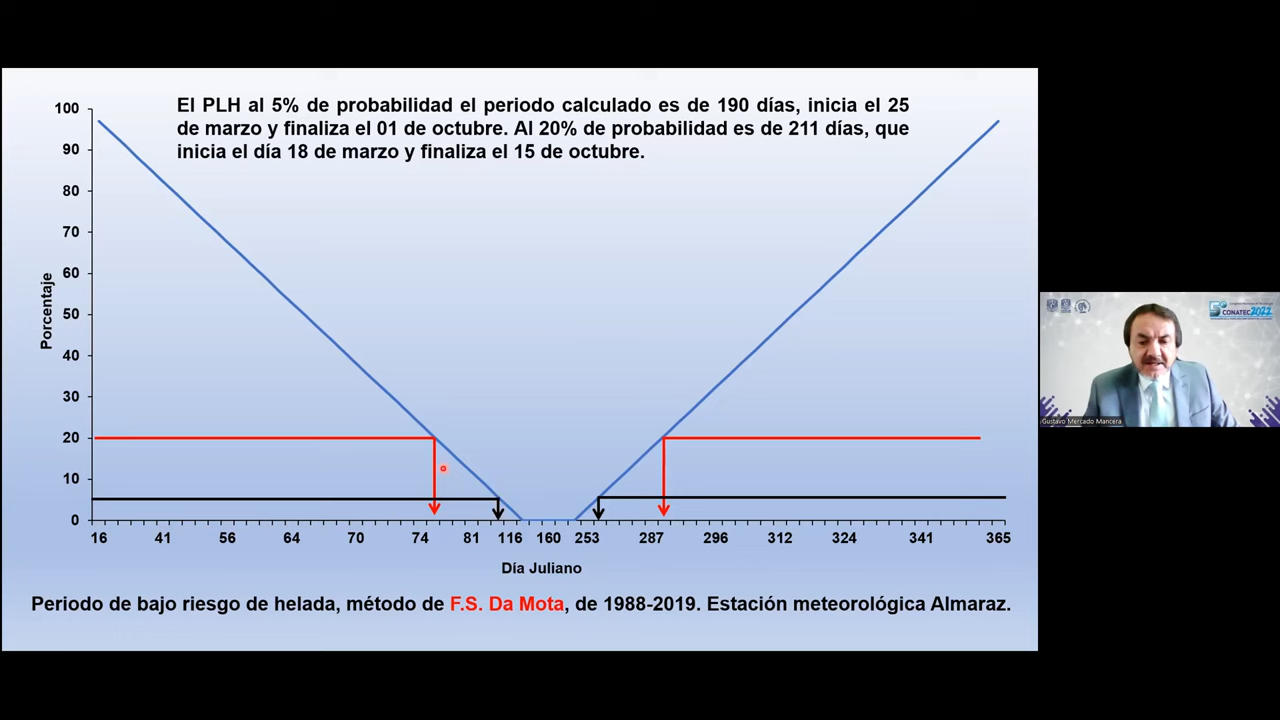 El PLH al 5% de probabilidad el periodo calculado es de 190 días, inicia el 25
de marzo y finaliza el 01 de octubre. Al 20% de probabilidad es de 211 días, que
inicia el día 18 de marzo y finaliza el 15 de octubre.
Porcentaje
100
90
80
70
60
50
40
30
20
10
0
16 41 56 64 70 74 81 116 160 253 287 296 312 324 341 365
Día Juliano
Periodo de bajo riesgo de helada, método de F.S. Da Mota, de 1988-2019. Estación meteorológica Almaraz.
CONATEC 2022
Gustavo Mercado Mancera